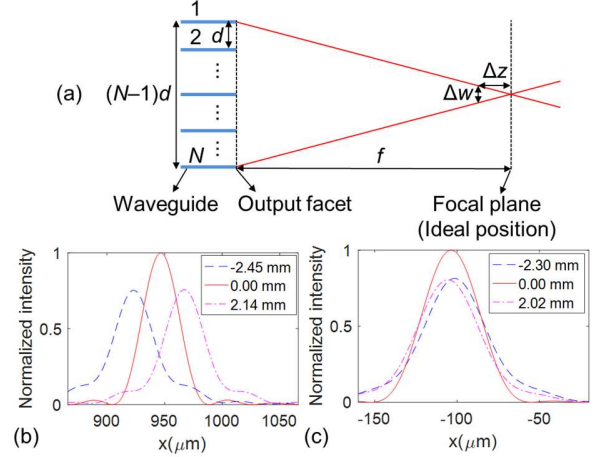 1
2
d
Δz
(a)
(N–1)d
Δw
N
f
Waveguide
Output facet
Focal plane
(Ideal position)
Normalized intensity
1
0.5
0
-2.45 mm
0.00 mm
2.14 mm
900
950
1000
1050
x(μm)
(b)
Normalized intensity
1
0.5
0
-2.30 mm
0.00 mm
2.02 mm
-150
-100
-50
x(μm)
(c)